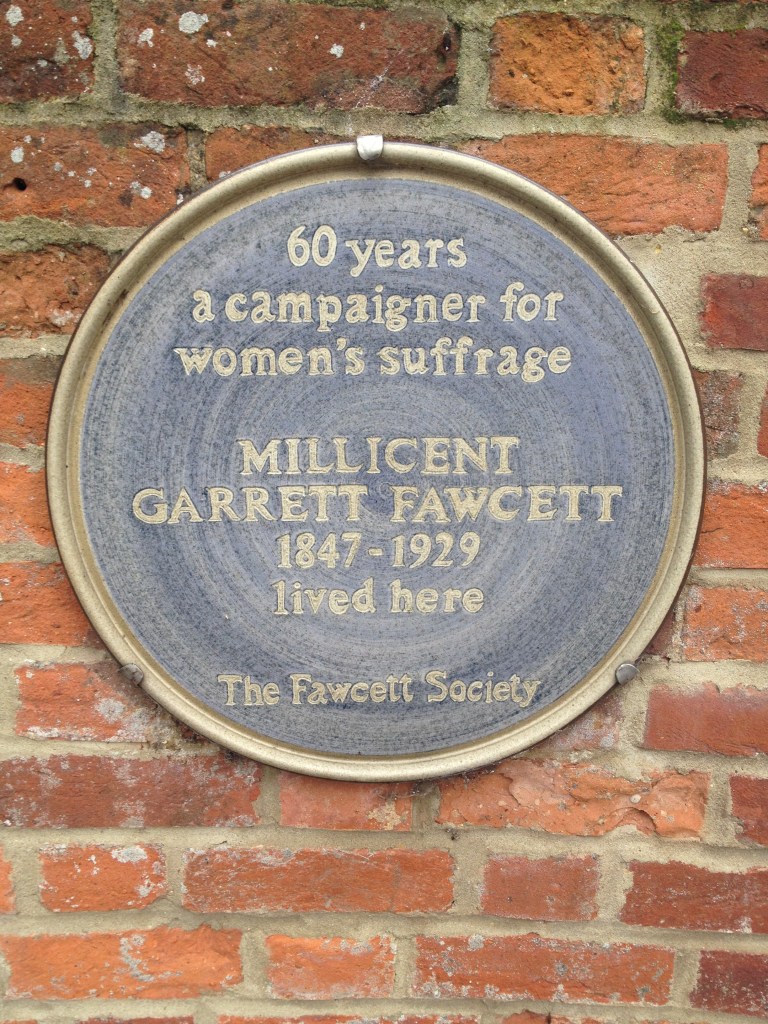 60 years
a campaigner for
women's suffrage
MILLICENT
GARRETT FAWCETT
1847-1929
lived here
The Fawcett Society